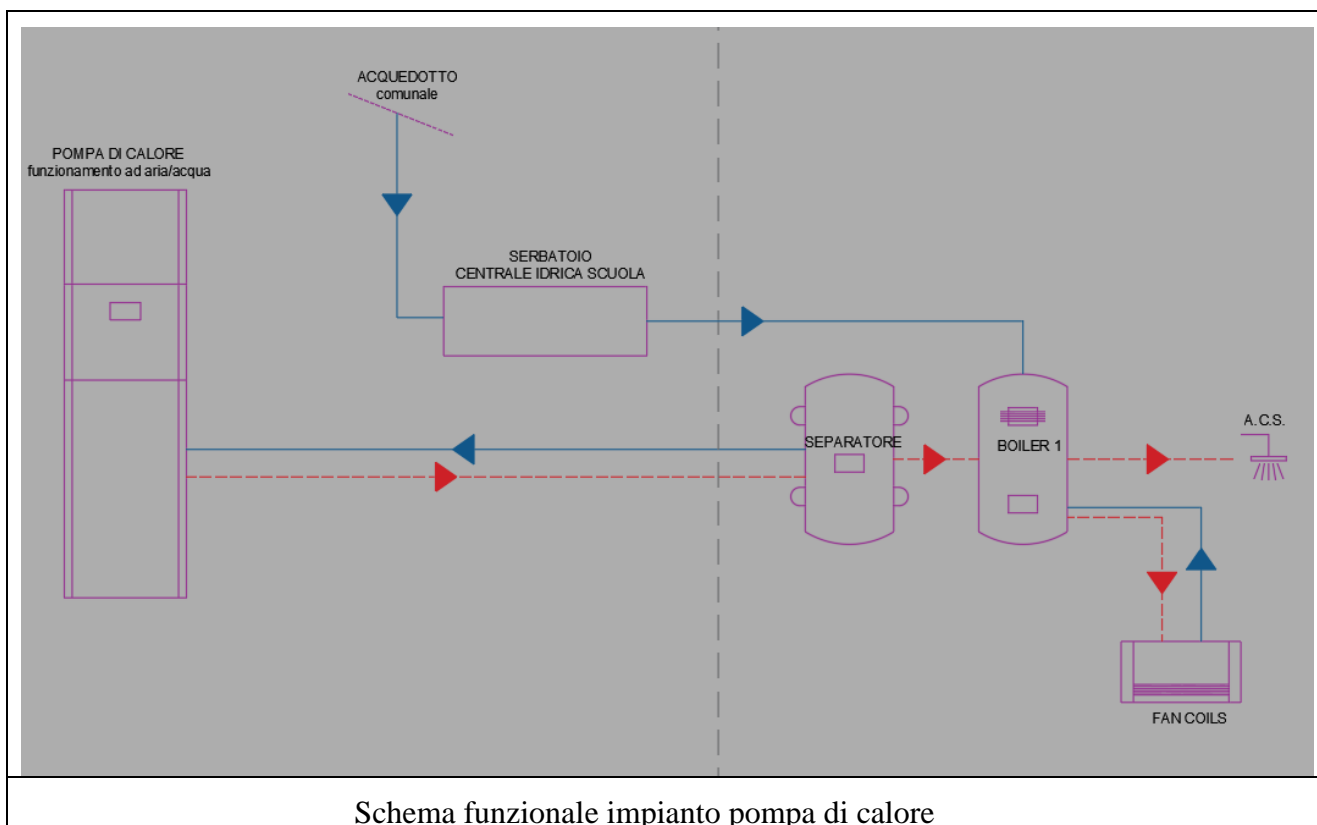 ACQUEDOTTO
comunale
POMPA DI CALORE
funzionamento ad aria/acqua
SERBATOIO
CENTRALE IDRICA SCUOLA
SEPARATORE
BOILER 1
A.C.S.
FAN COILS
Schema funzionale impianto pompa di calore